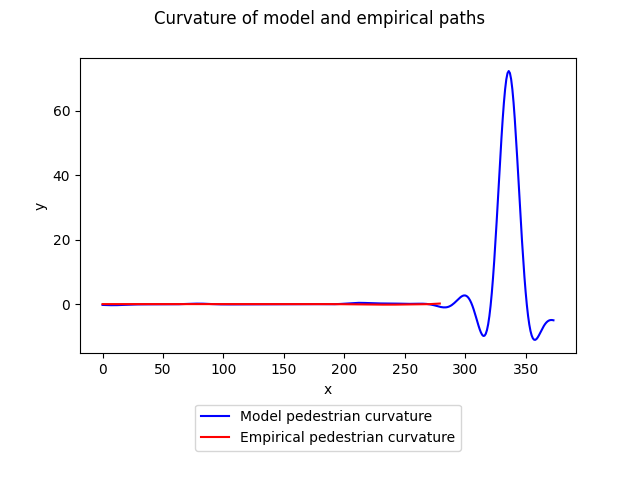 Curvature of model and empirical paths
60
40
20
0
y
0 50 100 150 200 250 300 350
x
Model pedestrian curvature
Empirical pedestrian curvature